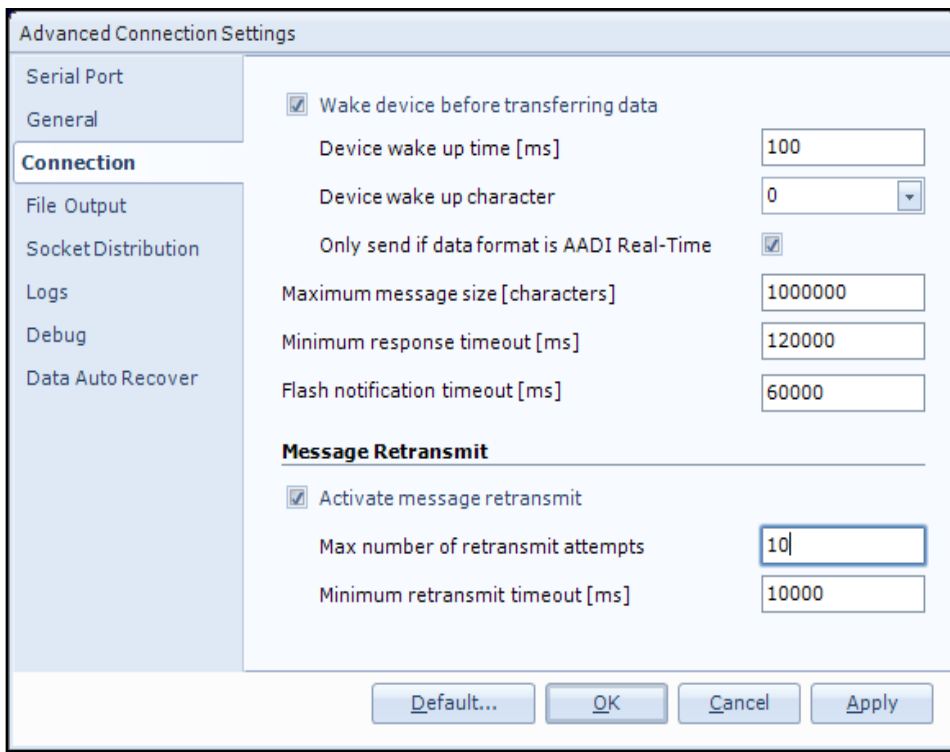 Advanced Connection Settings
Serial Port
General
Connection
File Output
Socket Distribution
Logs
Debug
Data Auto Recover
Wake device before transferring data
Device wake up time [ms] 100
Device wake up character 0
Only send if data format is AADI Real-Time
Maximum message size [characters] 1000000
Minimum response timeout [ms] 120000
Flash notification timeout [ms] 60000
Message Retransmit
Activate message retransmit
Max number of retransmit attempts 10
Minimum retransmit timeout [ms] 10000
Default... OK Cancel Apply